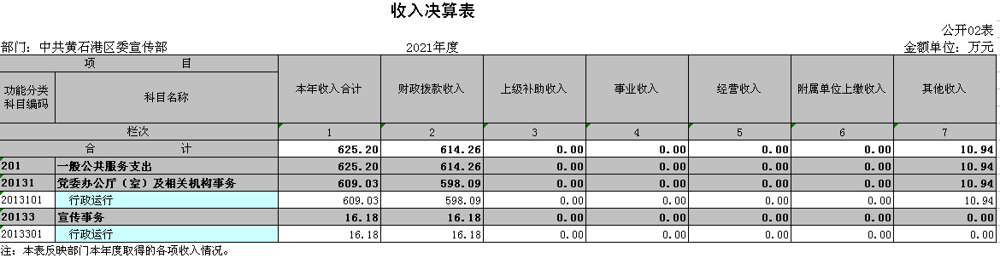 收入决算表
公开02表
部门：中共黄石港区委宣传部 2021年度 金额单位：万元
项 目 本年收入合计 财政拨款收入 上级补助收入 事业收入 经营收入 附属单位上缴收入 其他收入
功能分类科目编码 科目名称
栏次 1 2 3 4 5 6 7
合 计 625.20 614.26 0.00 0.00 0.00 0.00 10.94
201 一般公共服务支出 625.20 614.26 0.00 0.00 0.00 0.00 10.94
20131 党委办公厅（室）及相关机构事务 609.03 598.09 0.00 0.00 0.00 0.00 10.94
2013101 行政运行 609.03 598.09 0.00 0.00 0.00 0.00 10.94
20133 宣传事务 16.18 16.18 0.00 0.00 0.00 0.00 0.00
2013301 行政运行 16.18 16.18 0.00 0.00 0.00 0.00 0.00
注：本表反映部门本年度取得的各项收入情况。